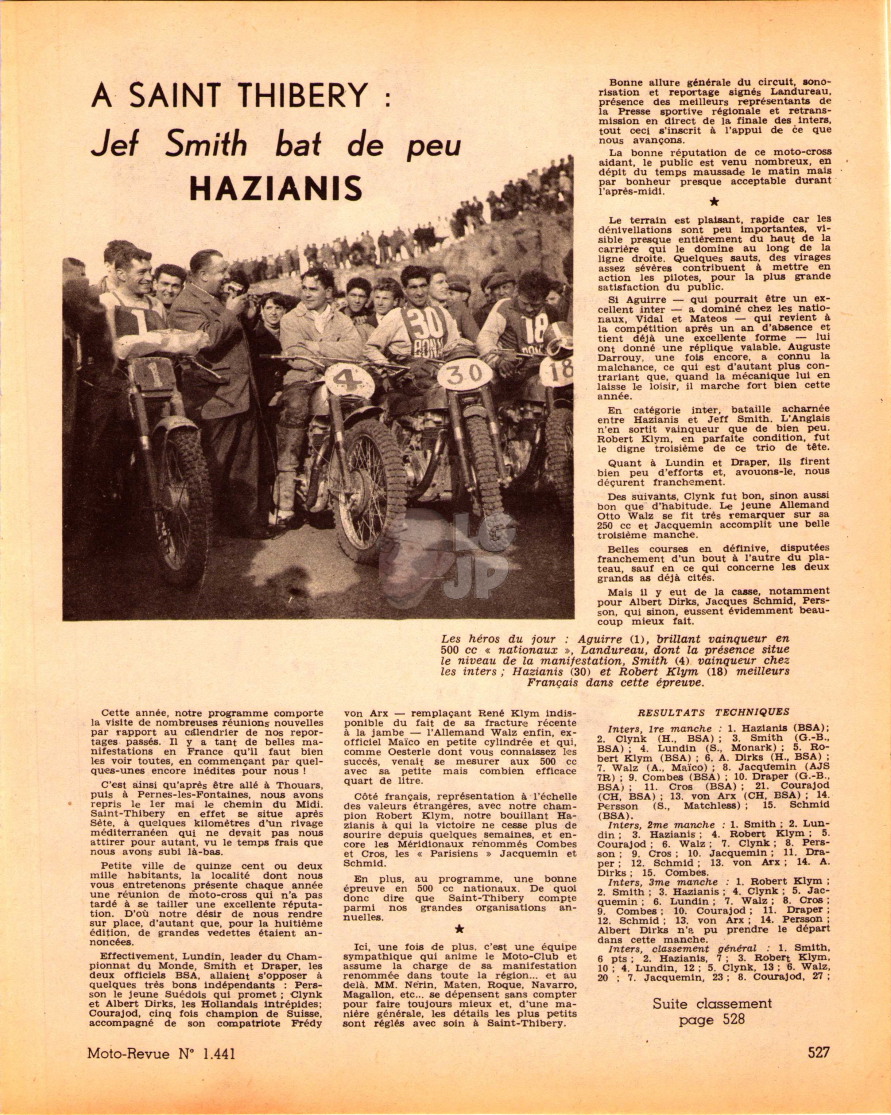 A SAINT THIBERY :
Jef Smith bat de peu
HAZIANIS
1
1
4
30
BONN
30
18
18
Les héros du jour : Aguirre (1), brillant vainqueur en
500 cc « nationaux », Landureau, dont la présence situe
le niveau de la manifestation, Smith (4) vainqueur chez
les inters ; Hazianis (30) et Robert Klym (18) meilleurs
Français dans cette épreuve.
Cette année, notre programme comporte
la visite de nombreuses réunions nouvelles
par rapport au calendrier de nos repor-
tages passés. Il y a tant de belles ma-
nifestations en France qu'il faut bien
les voir toutes, en commençant par quel-
ques-unes encore inédites pour nous !
C'est ainsi qu'après être allé à Thouars,
puis à Pernes-les-Fontaines, nous avons
repris le 1er mai le chemin du Midi.
Saint-Thibery en effet se situe après
Sète, à quelques kilomètres d'un rivage
méditerranéen qui ne devait pas nous
attirer pour autant, vu le temps frais que
nous avons subi là-bas.
Petite ville de quinze cent ou deux
mille habitants, la localité dont nous
vous entretenons présente chaque année
une réunion de moto-cross qui n'a pas
tardé à se tailler une excellente réputa-
tion. D'où notre désir de nous rendre
sur place, d'autant que, pour la huitième
édition, de grandes vedettes étaient an-
noncées.
Effectivement, Lundin, leader du Cham-
pionnat du Monde, Smith et Draper, les
deux officiels BSA, allaient s'opposer à
quelques très bons indépendants : Pers-
son le jeune Suédois qui promet ; Clynk
et Albert Dirks, les Hollandais intrépides;
Courajod, cinq fois champion de Suisse,
accompagné de son compatriote Frédy
von Arx — remplaçant René Klym indis-
ponible du fait de sa fracture récente
à la jambe — l'Allemand Walz enfin, ex-
officiel Maïco en petite cylindrée et qui,
comme Oesterle dont vous connaissez les
succés, venait se mesurer aux 500 cc
avec sa petite mais combien efficace
quart de litre.
Côté français, représentation à l'échelle
des valeurs étrangères, avec notre cham-
pion Robert Klym, notre bouillant Ha-
zianis à qui la victoire ne cesse plus de
sourire depuis quelques semaines, et en-
core les Méridionaux renommés Combes
et Cros, les « Parisiens » Jacquemin et
Schmid.
En plus, au programme, une bonne
épreuve en 500 cc nationaux. De quoi
donc dire que Saint-Thibery compte
parmi nos grandes organisations an-
nuelles.
★
Ici, une fois de plus, c'est une équipe
sympathique qui anime le Moto-Club et
assume la charge de sa manifestation
renommée dans toute la région... et au
delà, MM. Nérin, Maten, Roque, Navarro,
Magallon, etc... se dépensent sans compter
pour faire toujours mieux et, d'une ma-
nière générale, les détails les plus petits
sont réglés avec soin à Saint-Thibery.
Bonne allure générale du circuit, sono-
risation et reportage signés Landureau,
présence des meilleurs représentants de
la Presse sportive régionale et retrans-
mission en direct de la finale des inters,
tout ceci s'inscrit à l'appui de ce que
nous avançons.
La bonne réputation de ce moto-cross
aidant, le public est venu nombreux, en
dépit du temps maussade le matin mais
par bonheur presque acceptable durant
l'après-midi.
★
Le terrain est plaisant, rapide car les
dénivellations sont peu importantes, vi-
sible presque entièrement du haut de la
carrière qui le domine au long de la
ligne droite. Quelques sauts, des virages
assez sévères contribuent à mettre en
action les pilotes, pour la plus grande
satisfaction du public.
Si Aguirre — qui pourrait être un ex-
cellent inter — a dominé chez les natio-
naux, Vidal et Mateos — qui revient à
la compétition après un an d'absence et
tient déjà une excellente forme — lui
ont donné une réplique valable. Auguste
Darrouy, une fois encore, a connu la
malchance, ce qui est d'autant plus con-
trariant que, quand la mécanique lui en
laisse le loisir, il marche fort bien cette
année.
En catégorie inter, bataille acharnée
entre Hazianis et Jeff Smith. L'Anglais
n'en sortit vainqueur que de bien peu.
Robert Klym, en parfaite condition, fut
le digne troisième de ce trio de tête.
Quant à Lundin et Draper, ils firent
bien peu d'efforts et, avouons-le, nous
déçurent franchement.
Des suivants, Clynk fut bon, sinon aussi
bon que d'habitude. Le jeune Allemand
Otto Walz se fit très remarquer sur sa
250 cc et Jacquemin accomplit une belle
troisième manche.
Belles courses en définive, disputées
franchement d'un bout à l'autre du pla-
teau, sauf en ce qui concerne les deux
grands as déjà cités.
Mais il y eut de la casse, notamment
pour Albert Dirks, Jacques Schmid, Pers-
son, qui sinon, eussent évidemment beau-
coup mieux fait.
RESULTATS TECHNIQUES
Inters, 1re manche : 1. Hazianis (BSA);
2. Clynk (H., BSA) ; 3. Smith (G.-B.,
BSA) ; 4. Lundin (S., Monark) ; 5. Ro-
bert Klym (BSA) ; 6. A. Dirks (H., BSA) ;
7. Walz (A., Maïco) ; 8. Jacquemin (AJS
7R) ; 9. Combes (BSA) ; 10. Draper (G.-B.,
BSA) ; 11. Cros (BSA) ; 21. Courajod
(CH, BSA) ; 13. von Arx (CH, BSA) ; 14.
Persson (S., Matchless) ; 15. Schmid
(BSA).
Inters, 2me manche : 1. Smith ; 2. Lun-
din ; 3. Hazianis ; 4. Robert Klym ; 5.
Courajod ; 6. Walz ; 7. Clynk ; 8. Pers-
son ; 9. Cros ; 10. Jacquemin ; 11. Dra-
per ; 12. Schmid ; 13. von Arx ; 14. A.
Dirks ; 15. Combes.
Inters, 3me manche : 1. Robert Klym ;
2. Smith ; 3. Hazianis ; 4. Clynk ; 5. Jac-
quemin ; 6. Lundin ; 7. Walz ; 8. Cros ;
9. Combes ; 10. Courajod ; 11. Draper ;
12. Schmid ; 13. von Arx ; 14. Persson ;
Albert Dirks n'a pu prendre le départ
dans cette manche.
Inters, classement général : 1. Smith,
6 pts ; 2. Hazianis, 7 ; 3. Robert Klym,
10 ; 4. Lundin, 12 ; 5. Clynk, 13 ; 6. Walz,
20 ; 7. Jacquemin, 23 ; 8. Courajod, 27 ;
Suite classement
page 528
Moto-Revue N° 1.441
527